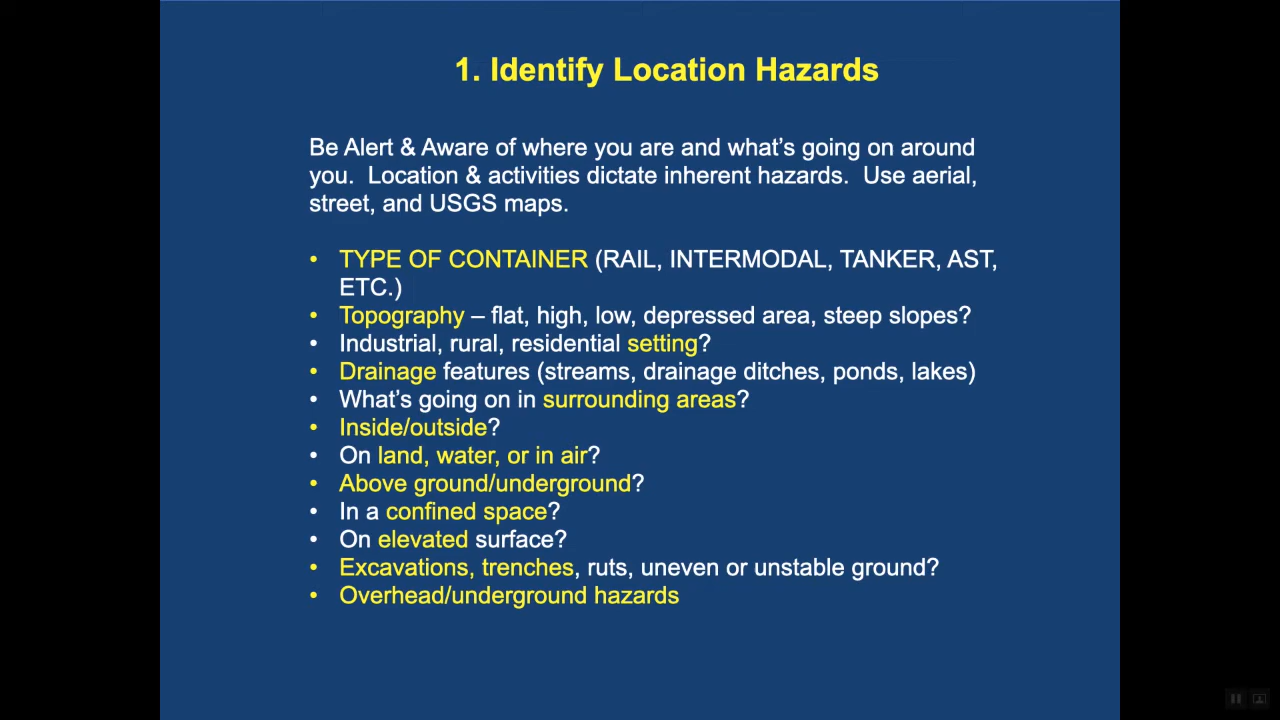 1. Identify Location Hazards
Be Alert & Aware of where you are and what's going on around
you.  Location & activities dictate inherent hazards.  Use aerial,
street, and USGS maps.
• TYPE OF CONTAINER (RAIL, INTERMODAL, TANKER, AST,
ETC.)
• Topography – flat, high, low, depressed area, steep slopes?
• Industrial, rural, residential setting?
• Drainage features (streams, drainage ditches, ponds, lakes)
• What's going on in surrounding areas?
• Inside/outside?
• On land, water, or in air?
• Above ground/underground?
• In a confined space?
• On elevated surface?
• Excavations, trenches, ruts, uneven or unstable ground?
• Overhead/underground hazards